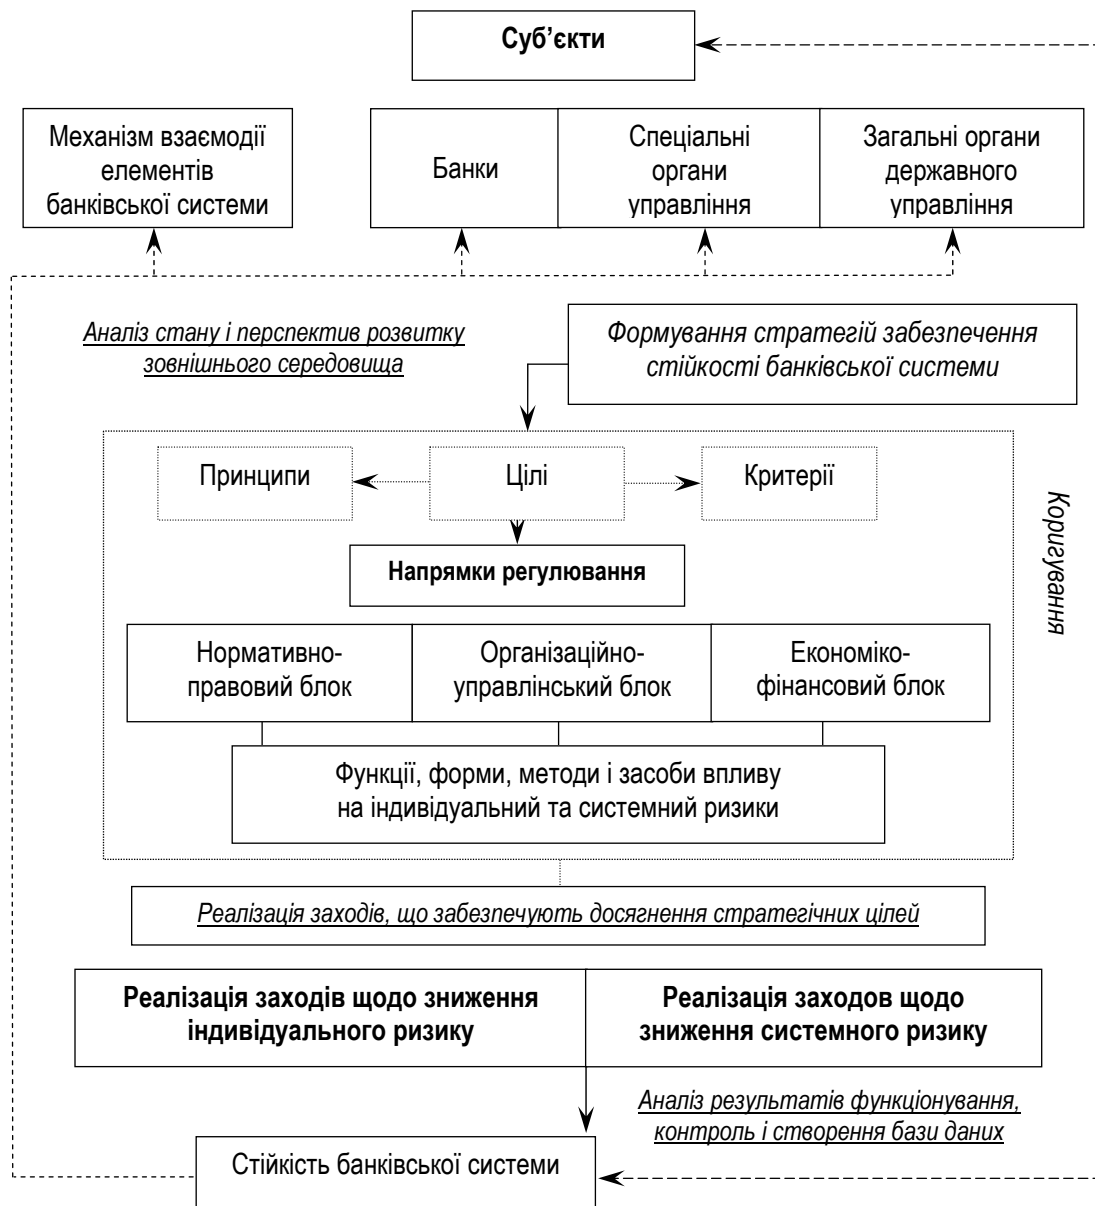 Суб’єкти
Механізм взаємодії
елементів
банківської системи
Банки
Спеціальні
органи
управління
Загальні органи
державного
управління
Аналіз стану і перспектив розвитку
зовнішнього середовища
Формування стратегій забезпечення
стійкості банківської системи
Принципи
Цілі
Критерії
Коригування
Напрямки регулювання
Нормативно-
правовий блок
Організаційно-
управлінський блок
Економіко-
фінансовий блок
Функції, форми, методи і засоби впливу
на індивідуальний та системний ризики
Реалізація заходів, що забезпечують досягнення стратегічних цілей
Реалізація заходів щодо зниження
індивідуального ризику
Реалізація заходов щодо
зниження системного ризику
Аналіз результатів функціонування,
контроль і створення бази даних
Стійкість банківської системи